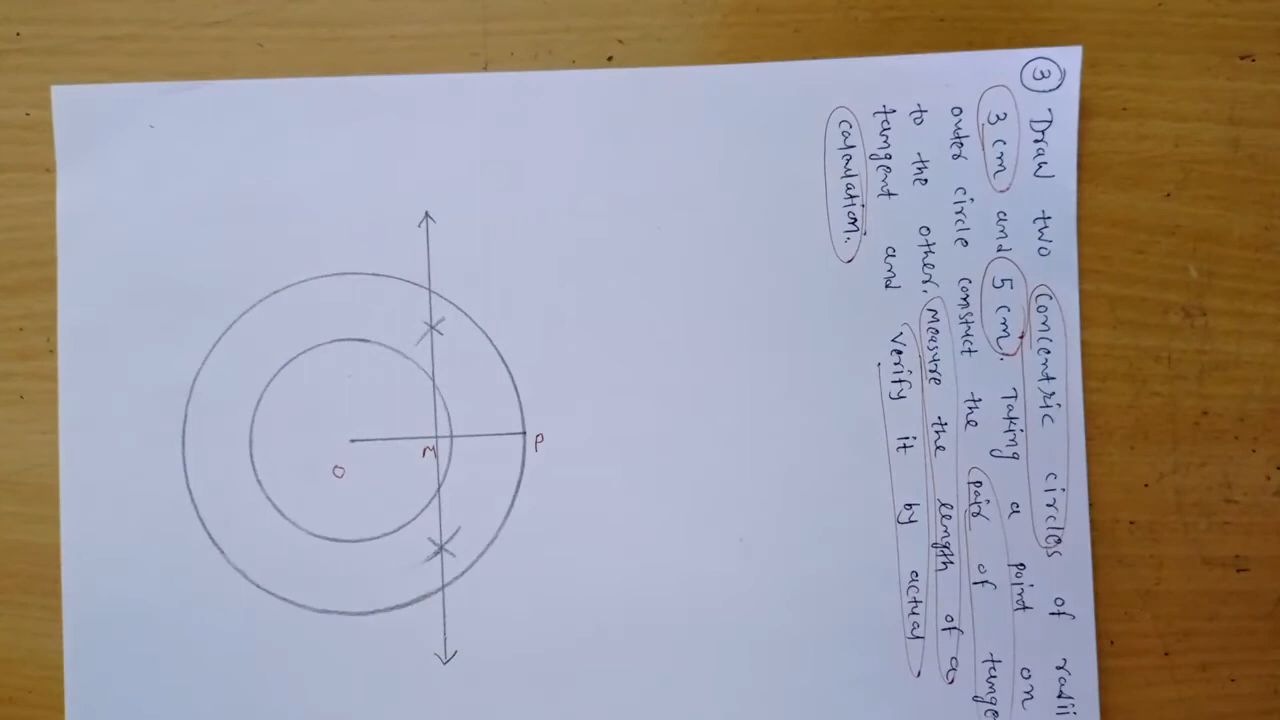 ③ Draw two concentric circles of radii
3 cm and 5 cm. Taking a point on
outer circle constuct the pair of tange
to the other. Measure the length of a
tangent and verify it by actual
calculation.
O
M
P